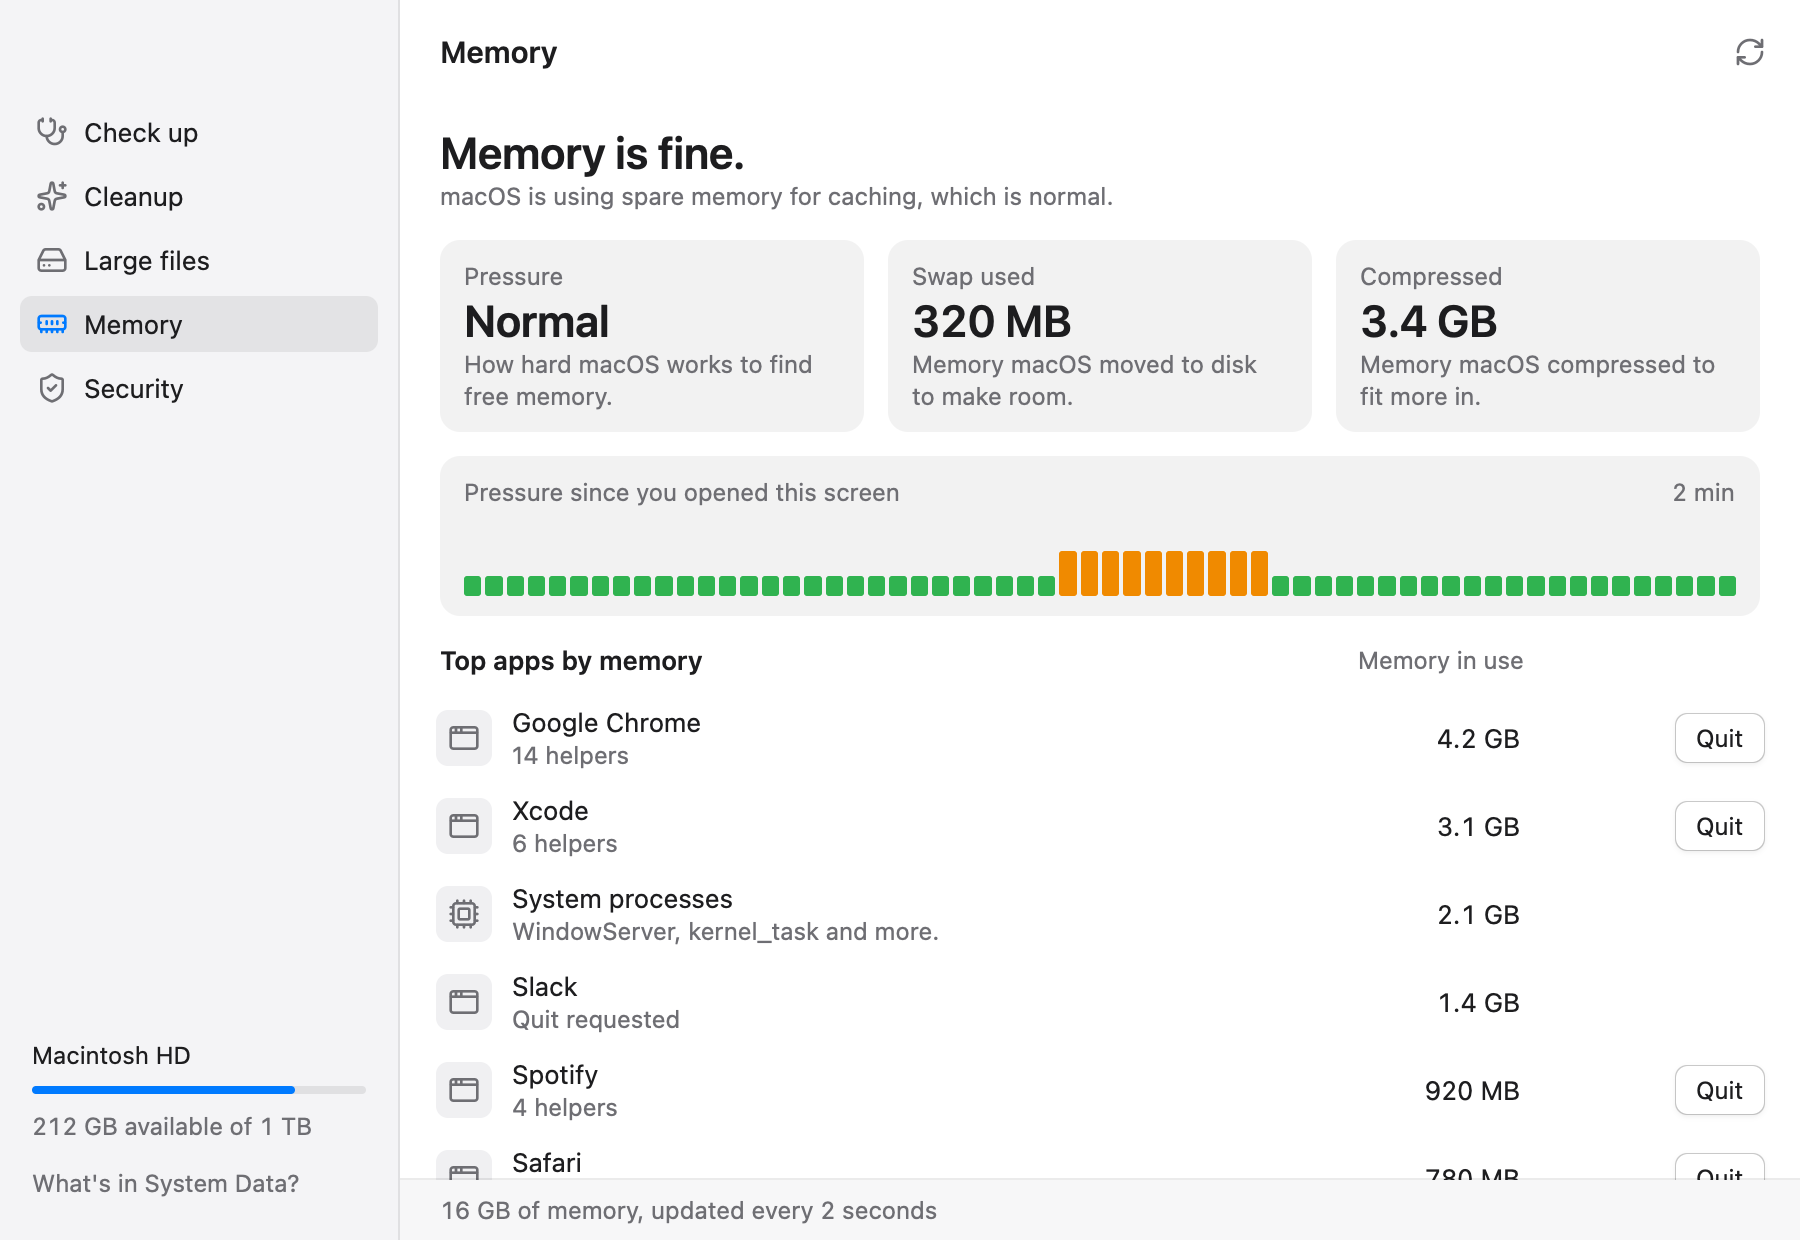 Memory
Check up
Cleanup
Large files
Memory
Security
Macintosh HD
212 GB available of 1 TB
What's in System Data?
Memory is fine.
macOS is using spare memory for caching, which is normal.
Pressure
Normal
How hard macOS works to find
free memory.
Swap used
320 MB
Memory macOS moved to disk
to make room.
Compressed
3.4 GB
Memory macOS compressed to
fit more in.
Pressure since you opened this screen
2 min
Top apps by memory
Memory in use
Google Chrome
14 helpers
4.2 GB
Quit
Xcode
6 helpers
3.1 GB
Quit
System processes
WindowServer, kernel_task and more.
2.1 GB
Slack
Quit requested
1.4 GB
Spotify
4 helpers
920 MB
Quit
Safari
780 MB
Quit
16 GB of memory, updated every 2 seconds